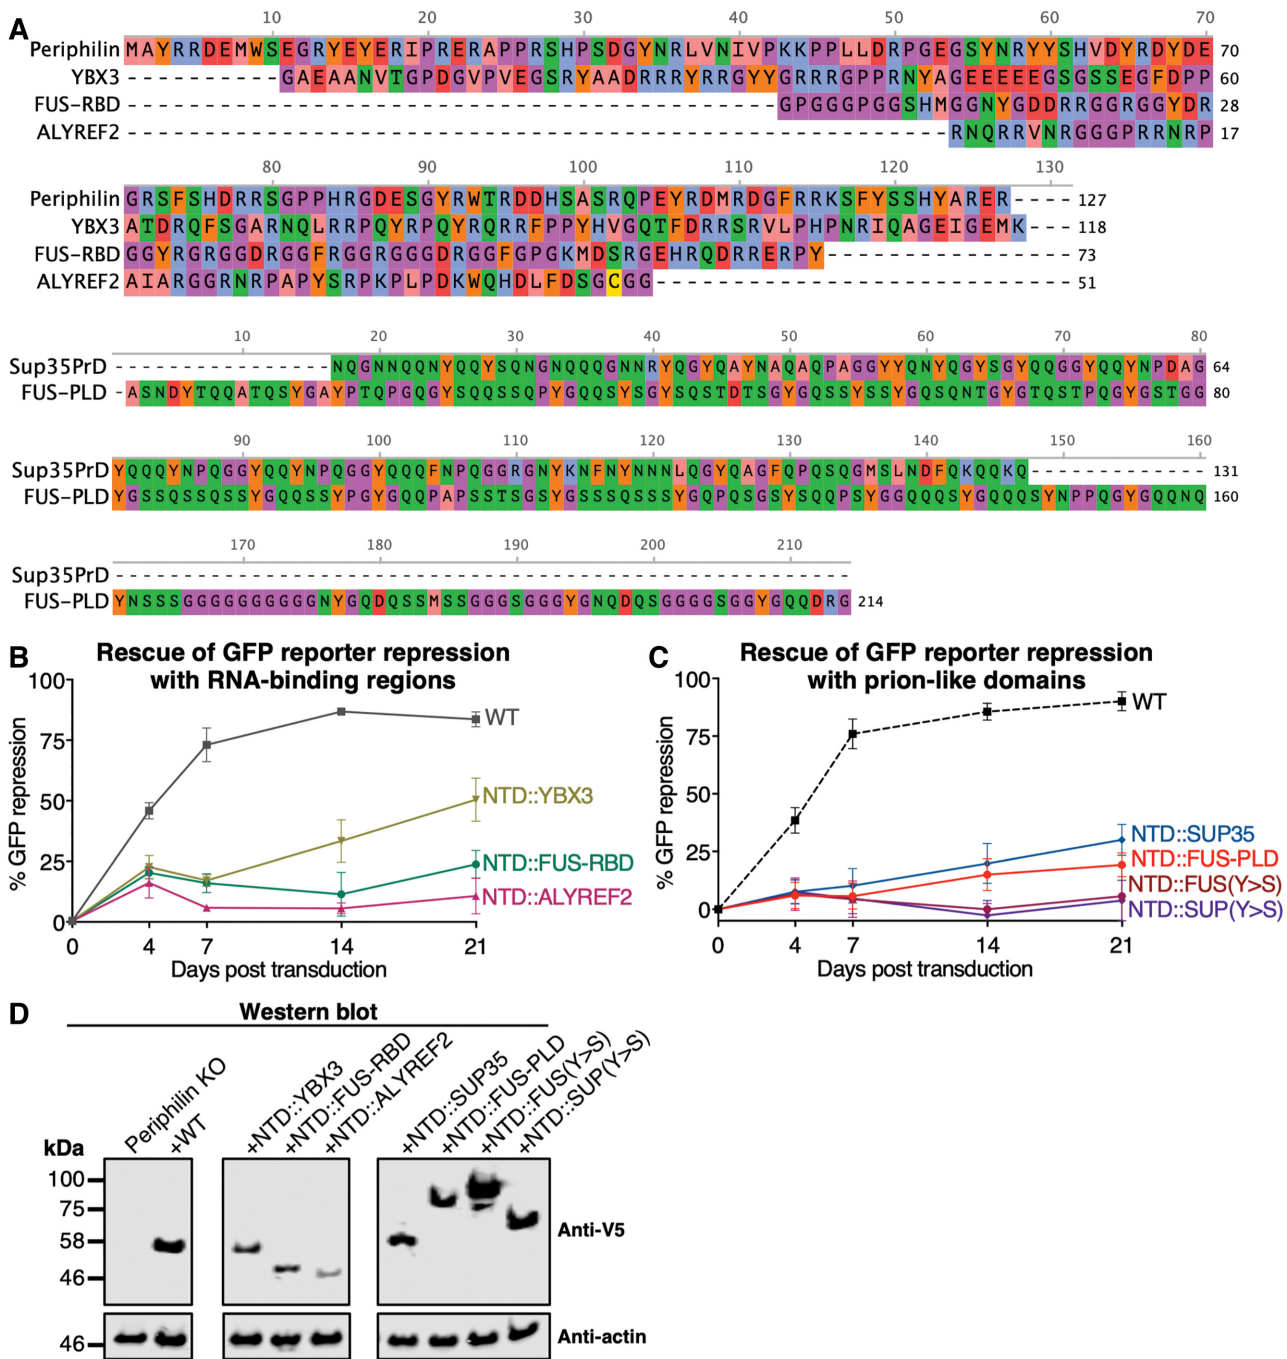 A
10 20 30 40 50 60 70
Periphilin MAYRRDEMWSEGRYEYERIPRERAPPRSHPSDGYNRLVNIVPKKPPLLDRPGEGSYNRYYSHVDYRDYDE 70
YBX3 ----------GAEAANVTGPDGVPVEGSRYAADRRRYRRGYYGRRRGPPRNYAGEEEEEGSGSSEGFDPP 60
FUS-RBD ------------------------------------------GPGGGPGGSHMGGNYGDDRRGGRGGYDR 28
ALYREF2 -----------------------------------------------------RNQRRVNRGGGPRRNRP 17
80 90 100 110 120 130
Periphilin GRSFSHDRRSGPPHRGDESGYRWTRDDHSASRQPEYRDMRDGFRRKSFYSSHYARER---- 127
YBX3 ATDRQFSGARNQLRRPQYRPQYRQRRFPPYHVGQTFDRRSRVLPHPNRIQAGEIGEMK--- 118
FUS-RBD GGYRGRGGDRGGFRGGRGGGDRGGFGPGKMDSRGEHRQDRRERPY---------------- 73
ALYREF2 AIARGGRNRPAPYSRPKPLPDKWQHDLFDSGCGG--------------------------- 51
10 20 30 40 50 60 70 80
Sup35PrD ----------------NQGNNQQNYQQYSQNGNQQQGNNRYQGYQAYNAQAQPAGGYYQNYQGYSGYQQGGYQQYNPDAG 64
FUS-PLD -ASNDYTQQATQSYGAYPTQPGQGYSQQSSQPYGQQSYSGYSQSTDTSGYGQSSYSSYGQSQNTGYGTQSTPQGYGSTGG 80
90 100 110 120 130 140 150 160
Sup35PrD YQQQYNPQGGYQQYNPQGGYQQQFNPQGGRGNYKNFNYNNNLQGYQAGFQPQSQGMSLNDFQKQQKQ------------- 131
FUS-PLD YGSSQSSQSSYGQQSSYPGYGQQPAPSSTSGSYGSSSQSSSYGQPQSGSYSQQPSYGGQQQSYGQQQSYNPPQGYGQQNQ 160
170 180 190 200 210
Sup35PrD ------------------------------------------------------
FUS-PLD YNSSSGGGGGGGGGGNYGQDQSSMSSGGGSGGGYGNQDQSGGGGSGGYGQQDRG 214
B
Rescue of GFP reporter repression
with RNA-binding regions
% GFP repression
100
75
50
25
0
WT
NTD::YBX3
NTD::FUS-RBD
NTD::ALYREF2
0 4 7 14 21
Days post transduction
C
Rescue of GFP reporter repression
with prion-like domains
% GFP repression
100
75
50
25
0
WT
NTD::SUP35
NTD::FUS-PLD
NTD::FUS(Y>S)
NTD::SUP(Y>S)
0 4 7 14 21
Days post transduction
D
Western blot
Periphilin KO
+WT
+NTD::YBX3
+NTD::FUS-RBD
+NTD::ALYREF2
+NTD::SUP35
+NTD::FUS-PLD
+NTD::FUS(Y>S)
+NTD::SUP(Y>S)
kDa
100
75
58
46
Anti-V5
46
Anti-actin